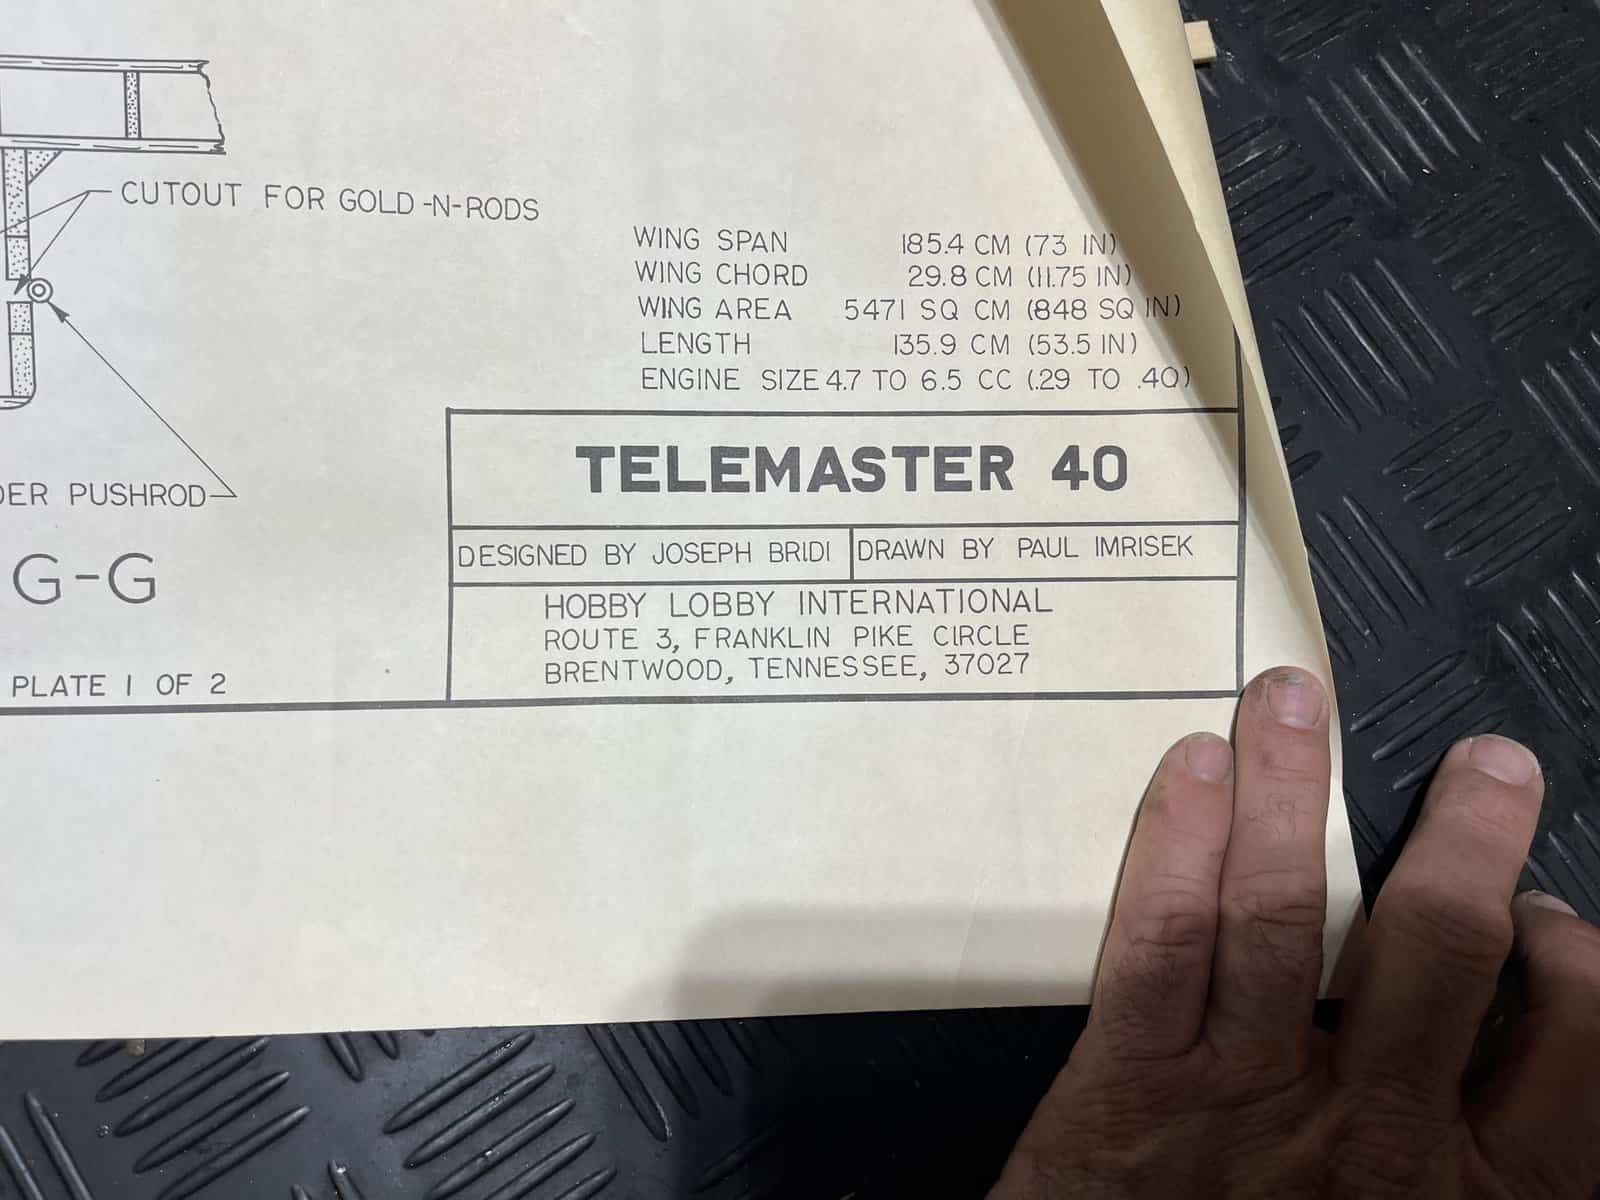 CUTOUT FOR GOLD-N-RODS
WING SPAN 185.4 CM (73 IN)
WING CHORD 29.8 CM (11.75 IN)
WING AREA 5471 SQ CM (848 SQ IN)
LENGTH 135.9 CM (53.5 IN)
ENGINE SIZE 4.7 TO 6.5 CC (.29 TO .40)
TELEMASTER 40
DER PUSHROD
DESIGNED BY JOSEPH BRIDI
DRAWN BY PAUL IMRISEK
G-G
HOBBY LOBBY INTERNATIONAL
ROUTE 3, FRANKLIN PIKE CIRCLE
BRENTWOOD, TENNESSEE, 37027
PLATE 1 OF 2